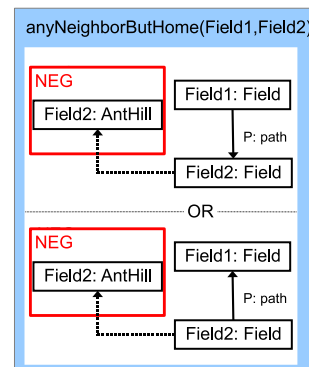 anyNeighborButHome(Field1,Field2)
NEG
Field2: AntHill
Field1: Field
P: path
Field2: Field
OR
NEG
Field2: AntHill
Field1: Field
P: path
Field2: Field